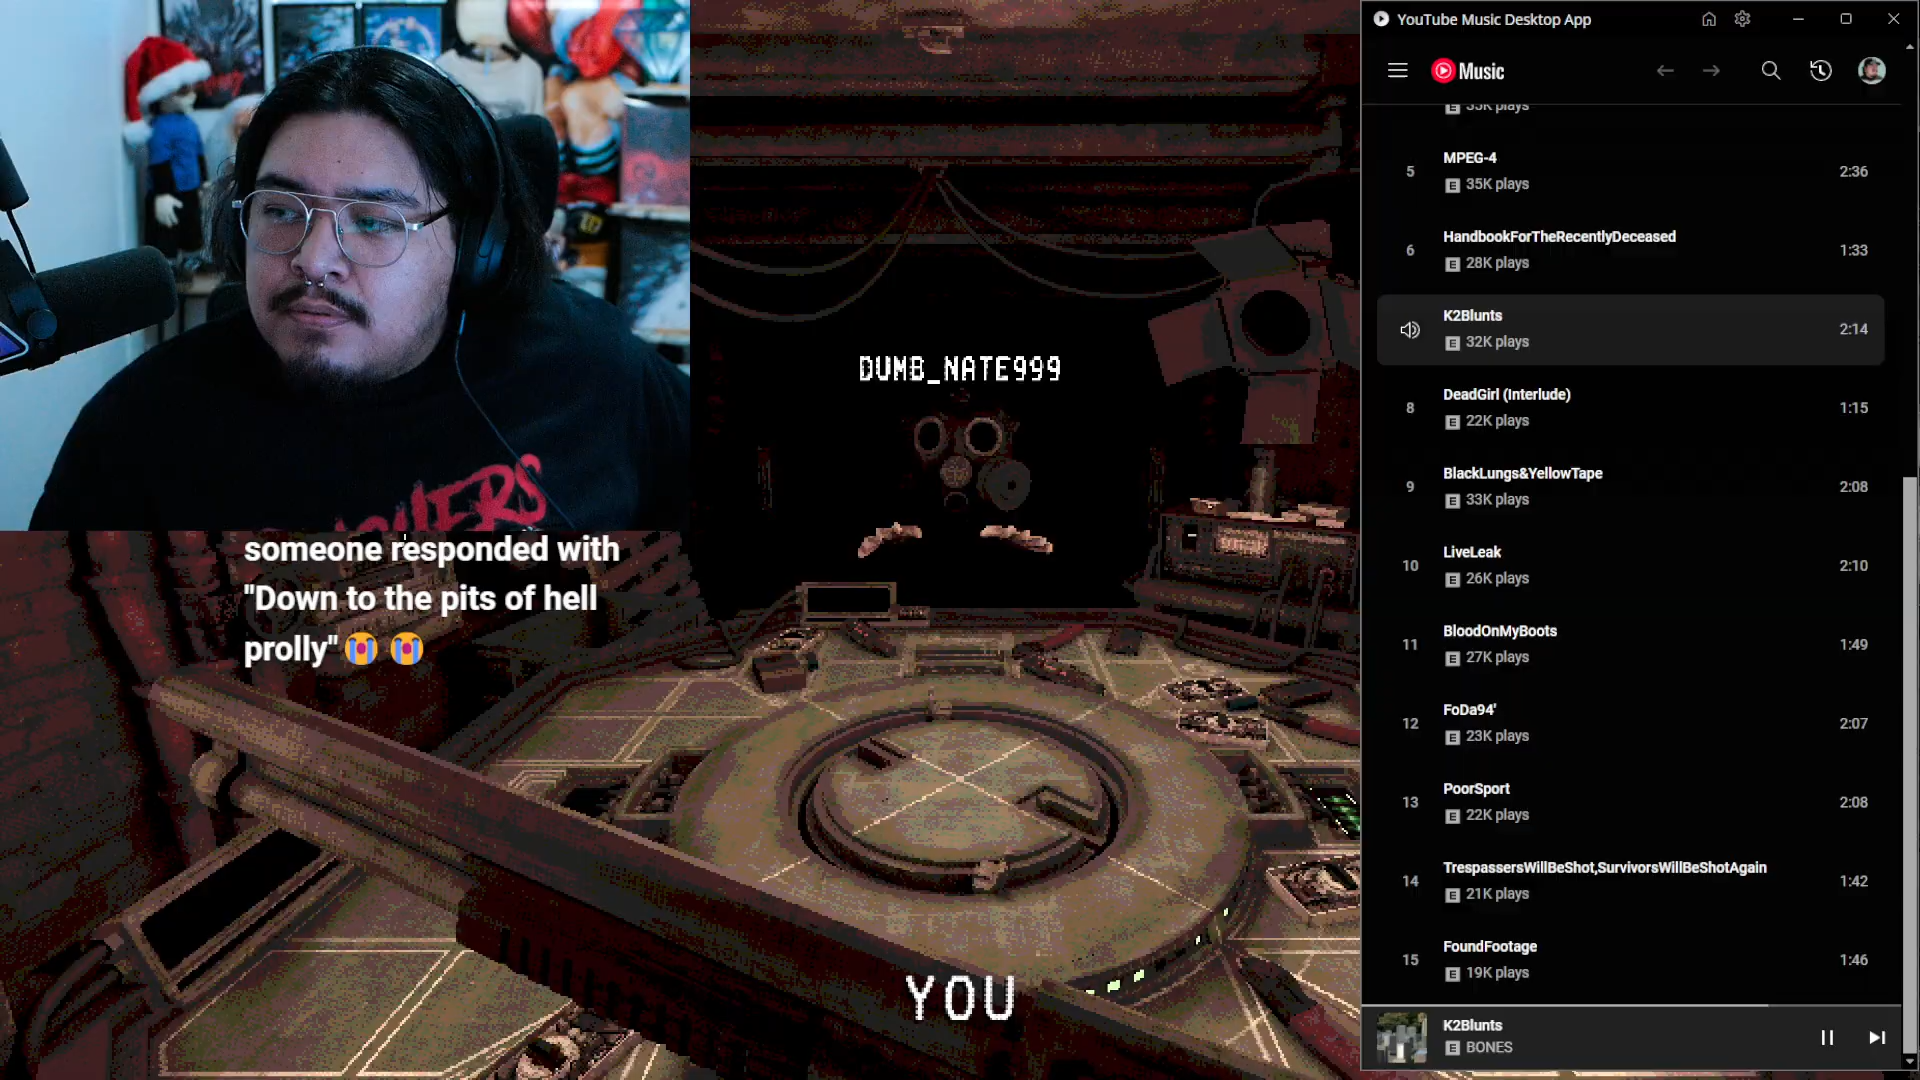 someone responded with
"Down to the pits of hell
prolly"😭 😭
DUMB_NATE999
YOU
YouTube Music Desktop App
Music
E 35K plays
5 MPEG-4 2:36
E 35K plays
6 HandbookForTheRecentlyDeceased 1:33
E 28K plays
K2Blunts 2:14
E 32K plays
8 DeadGirl (Interlude) 1:15
E 22K plays
9 BlackLungs&YellowTape 2:08
E 33K plays
10 LiveLeak 2:10
E 26K plays
11 BloodOnMyBoots 1:49
E 27K plays
12 FoDa94' 2:07
E 23K plays
13 PoorSport 2:08
E 22K plays
14 TrespassersWillBeShot,SurvivorsWillBeShotAgain 1:42
E 21K plays
15 FoundFootage 1:46
E 19K plays
K2Blunts
E BONES